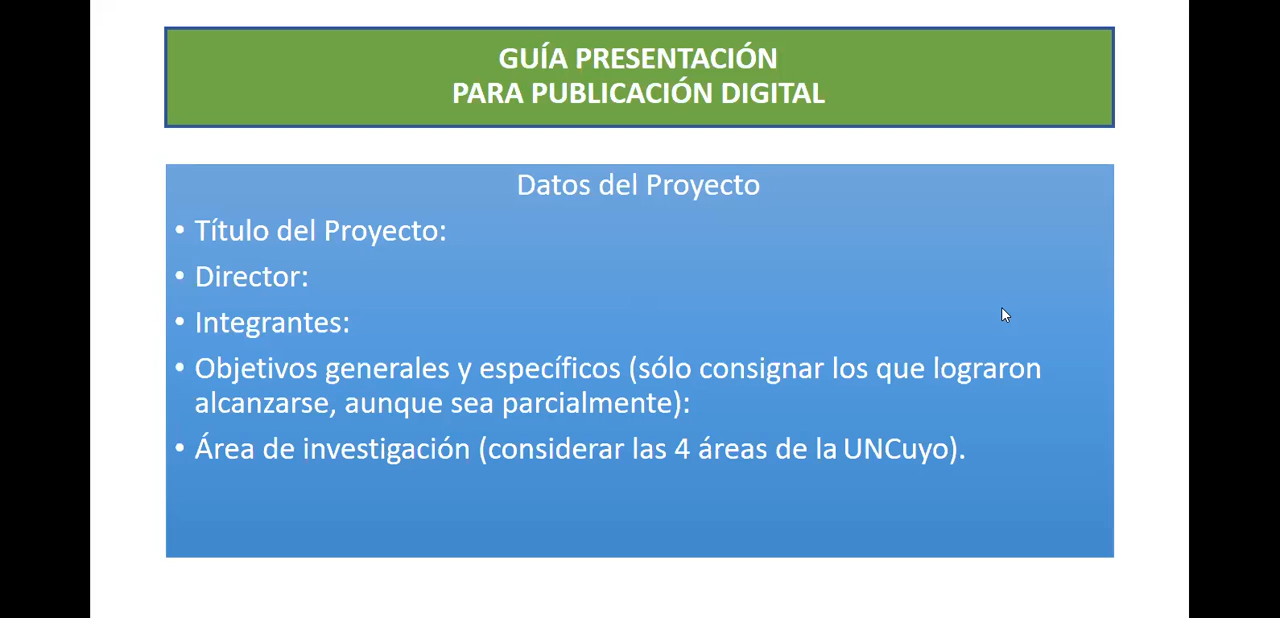 GUÍA PRESENTACIÓN
PARA PUBLICACIÓN DIGITAL
Datos del Proyecto
• Título del Proyecto:
• Director:
• Integrantes:
• Objetivos generales y específicos (sólo consignar los que lograron
alcanzarse, aunque sea parcialmente):
• Área de investigación (considerar las 4 áreas de la UNCuyo).